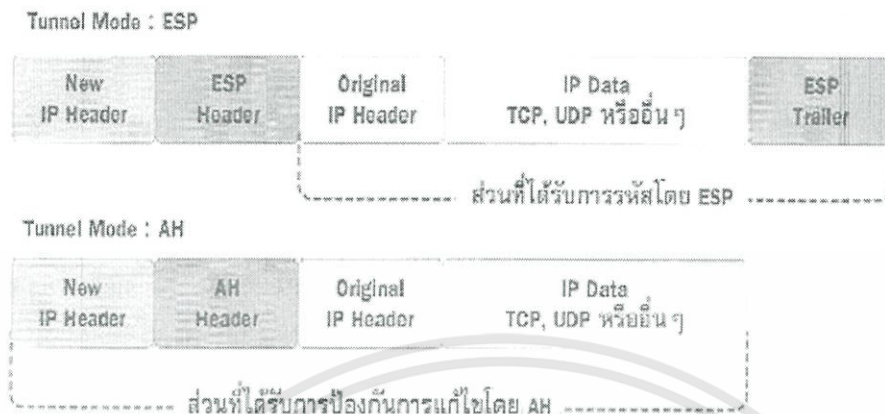 Tunnel Mode : ESP
New ESP Original IP Data ESP
IP Header Header IP Header TCP, UDP หรืออื่น ๆ Trailer
ส่วนที่ได้รับการรหัสโดย ESP
Tunnel Mode : AH
New AH Original IP Data
IP Header Header IP Header TCP, UDP หรืออื่น ๆ
ส่วนที่ได้รับการป้องกันการแก้ไขโดย AH